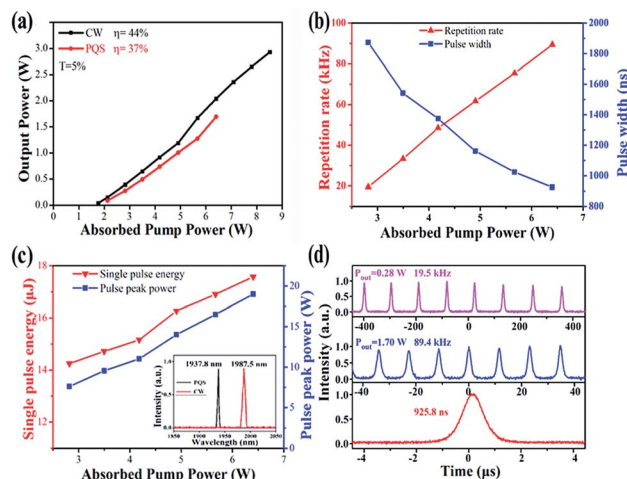 (a)
CW η= 44%
PQS η= 37%
T=5%
Output Power (W)
3.0
2.5
2.0
1.5
1.0
0.5
0.0
0 1 2 3 4 5 6 7 8 9
Absorbed Pump Power (W)
(b)
Repetition rate
Pulse width
Repetition rate (kHz)
100
80
60
40
20
Pulse width (ns)
2000
1800
1600
1400
1200
1000
800
3 4 5 6 7
Absorbed Pump Power (W)
(c)
Single pulse energy
Pulse peak power
Single pulse energy (μJ)
18
16
14
12
Pulse peak power (W)
20
15
10
5
0
1937.8 nm 1987.5 nm
PQS
CW
Intensity (a.u.)
1.0
0.5
0.0
1850 1900 1950 2000 2050
Wavelength (nm)
3 4 5 6 7
Absorbed Pump Power (W)
(d)
Pout=0.28 W 19.5 kHz
1.0
0.5
0.0
-400 -200 0 200 400
Pout=1.70 W 89.4 kHz
1.0
0.5
0.0
-40 -20 0 20 40
925.8 ns
1.0
0.5
0.0
-4 -2 0 2 4
Intensity (a.u.)
Time (μs)